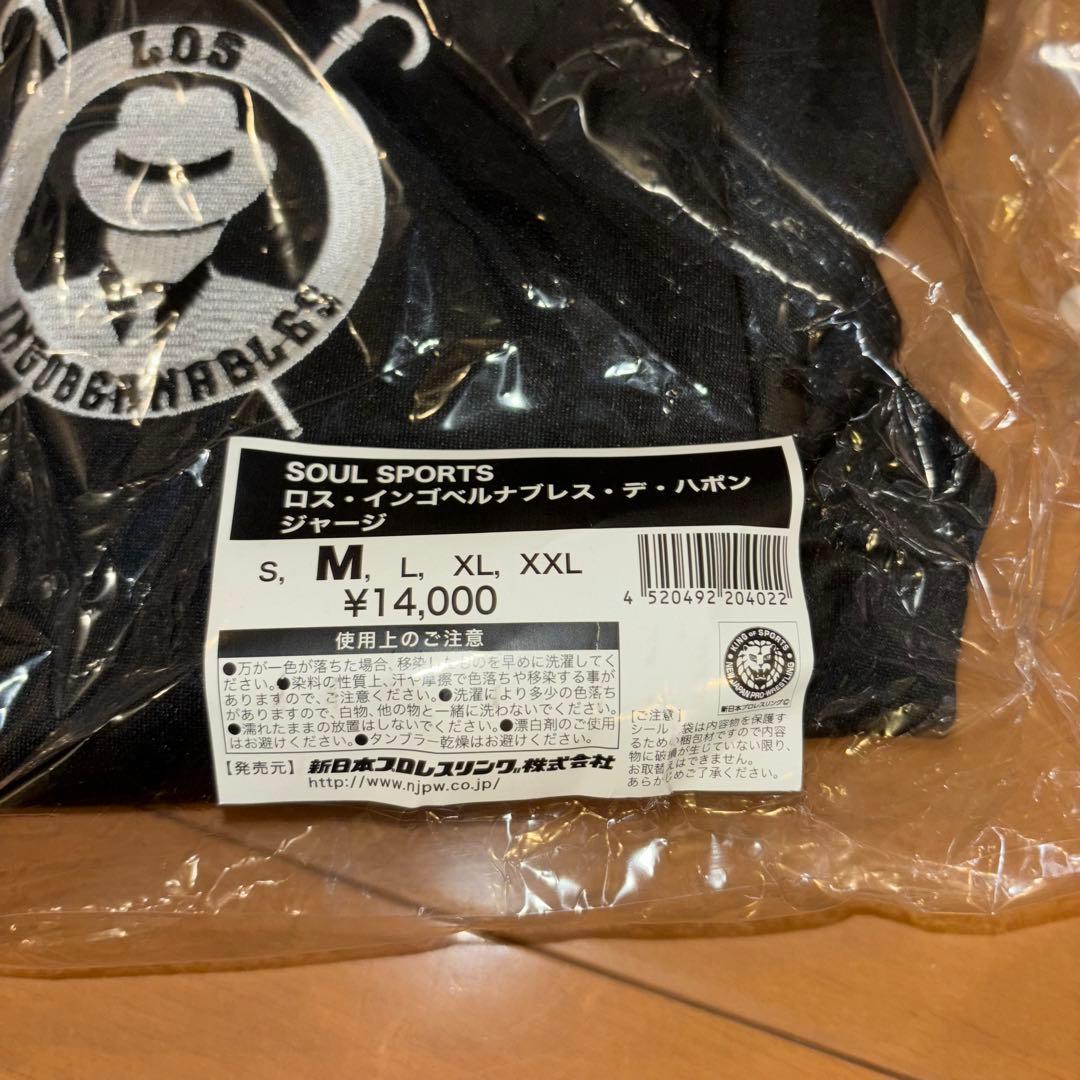 LOS
INGOBERNABLES
SOUL SPORTS
ロス・インゴベルナブレス・デ・ハポン
ジャージ
S, M, L, XL, XXL
¥14,000
4 520492 204022
使用上のご注意
●万が一色が落ちた場合、移染したものを早めに洗濯してく
ださい。●染料の性質上、汗や摩擦で色落ちや移染する事が
ありますので、ご注意ください。●洗濯により多少の色落ち
がありますので、白物、他の物と一緒に洗わないでください。
●濡れたままの放置はしないでください。●漂白剤のご使用
はお避けください。●タンブラー乾燥はお避けください。
【発売元】新日本プロレスリング株式会社
http://www.njpw.co.jp/
KING OF SPORTS
NEW JAPAN PRO-WRESTLING
新日本プロレスリング©
【ご注意】
シール 袋は内容物を保護す
るための梱包材ですので内容
物に破損が生じていない限り、
お取替えはできません。
あらかじめご了承ください。